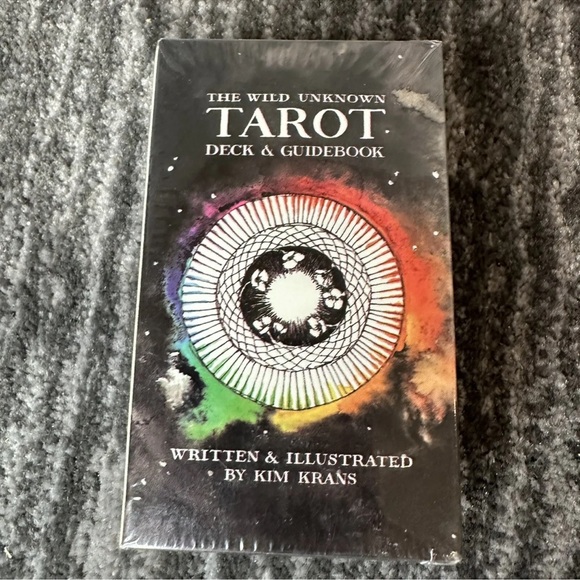 THE WILD UNKNOWN
TAROT
DECK & GUIDEBOOK
WRITTEN & ILLUSTRATED
BY KIM KRANS